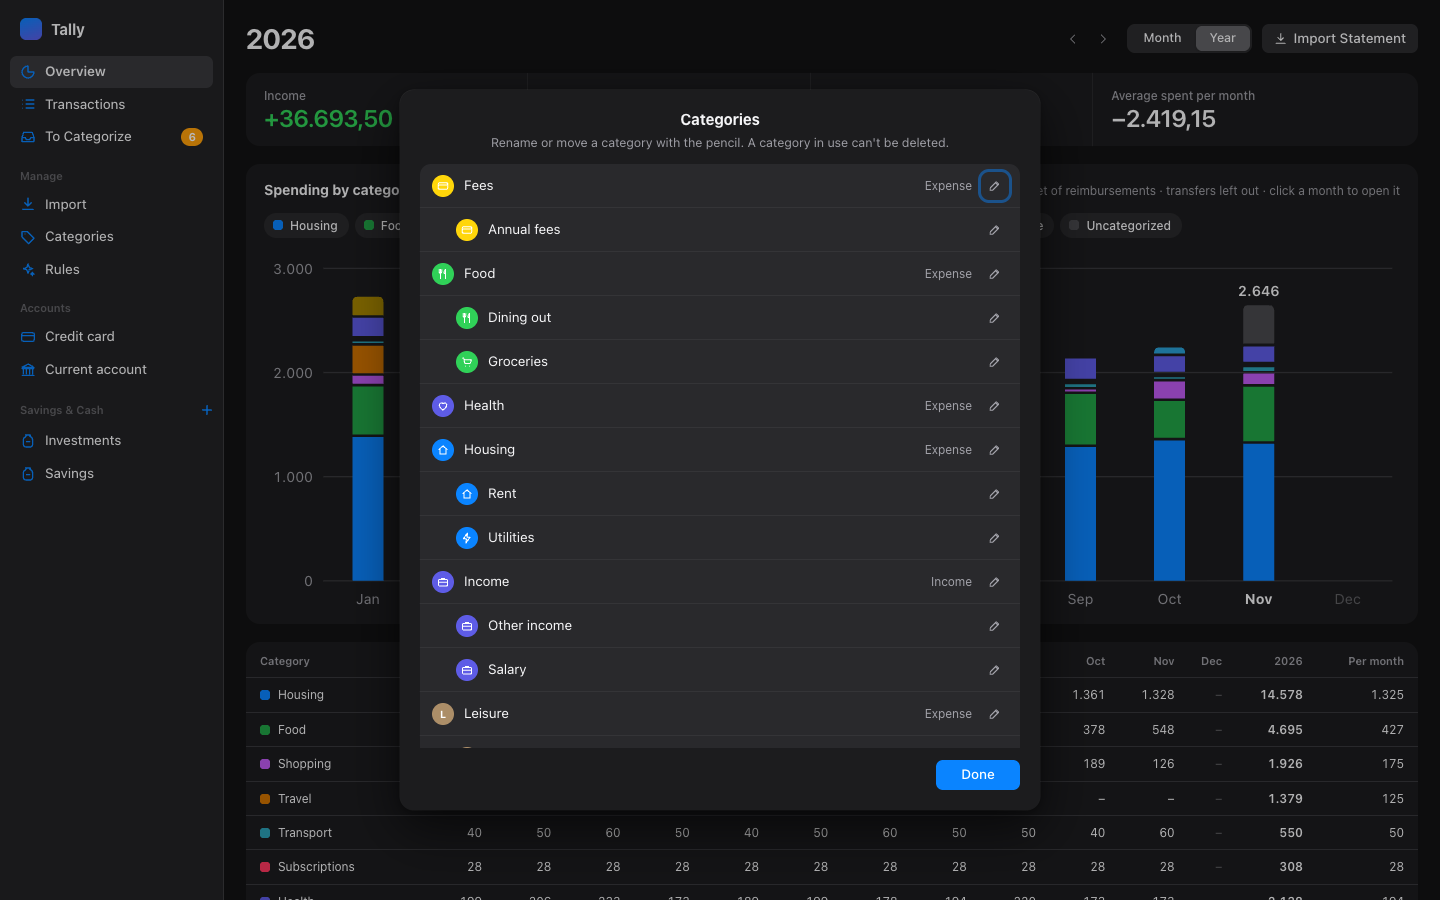 Tally
Overview
Transactions
To Categorize 6
Manage
Import
Categories
Rules
Accounts
Credit card
Current account
Savings & Cash +
Investments
Savings
2026
Month Year Import Statement
Income
+36.693,50
Average spent per month
−2.419,15
Categories
Rename or move a category with the pencil. A category in use can't be deleted.
Fees Expense
Annual fees
Food Expense
Dining out
Groceries
Health Expense
Housing Expense
Rent
Utilities
Income Income
Other income
Salary
L Leisure Expense
Done
Spending by
of reimbursements · transfers left out · click a month to open it
Housing
Uncategorized
3.000
2.000
1.000
0
2.646
Jan Sep Oct Nov Dec
Category Oct Nov Dec 2026 Per month
Housing 1.361 1.328 – 14.578 1.325
Food 378 548 – 4.695 427
Shopping 189 126 – 1.926 175
Travel – – – 1.379 125
Transport 40 50 60 50 40 50 60 50 50 40 60 – 550 50
Subscriptions 28 28 28 28 28 28 28 28 28 28 28 – 308 28